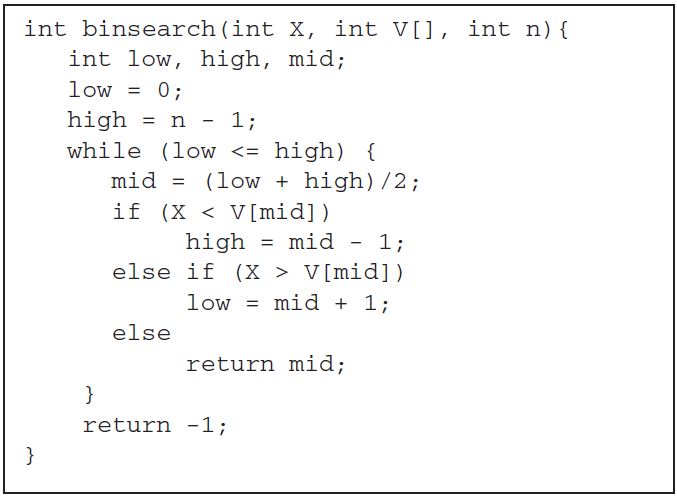 int binsearch(int X, int V[], int n){
int low, high, mid;
low = 0;
high = n - 1;
while (low <= high) {
mid = (low + high)/2;
if (X < V[mid])
high = mid - 1;
else if (X > V[mid])
low = mid + 1;
else
return mid;
}
return -1;
}